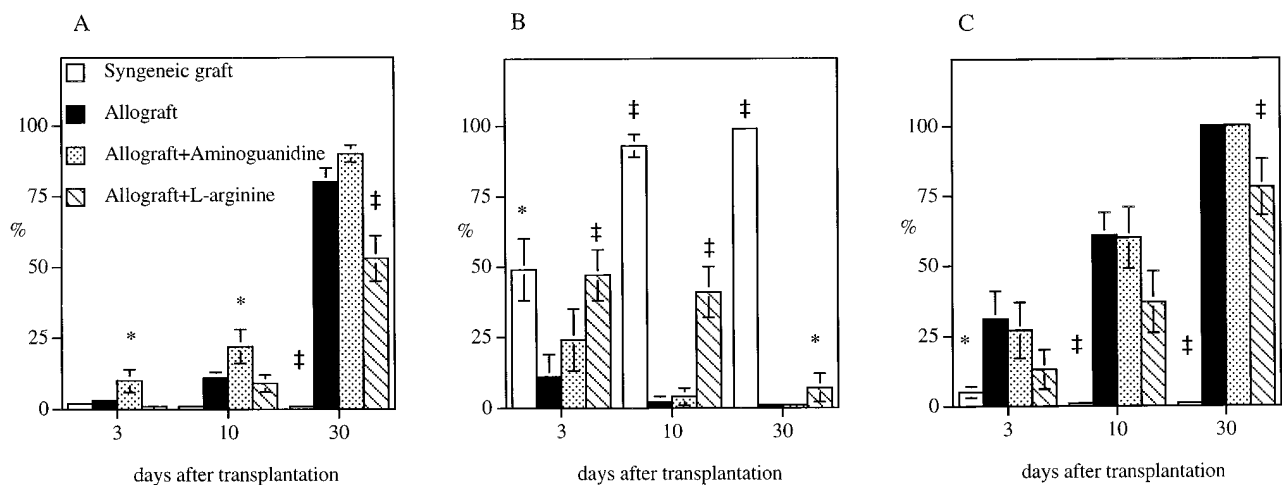 A
B
C
Syngeneic graft
Allograft
Allograft+Aminoguanidine
Allograft+L-arginine
100
75
%
50
25
0
* * ‡ ‡
3 10 30
days after transplantation
100
75
%
50
25
0
* ‡ ‡ ‡ ‡ *
3 10 30
days after transplantation
100
75
%
50
25
0
* ‡ ‡ ‡
3 10 30
days after transplantation